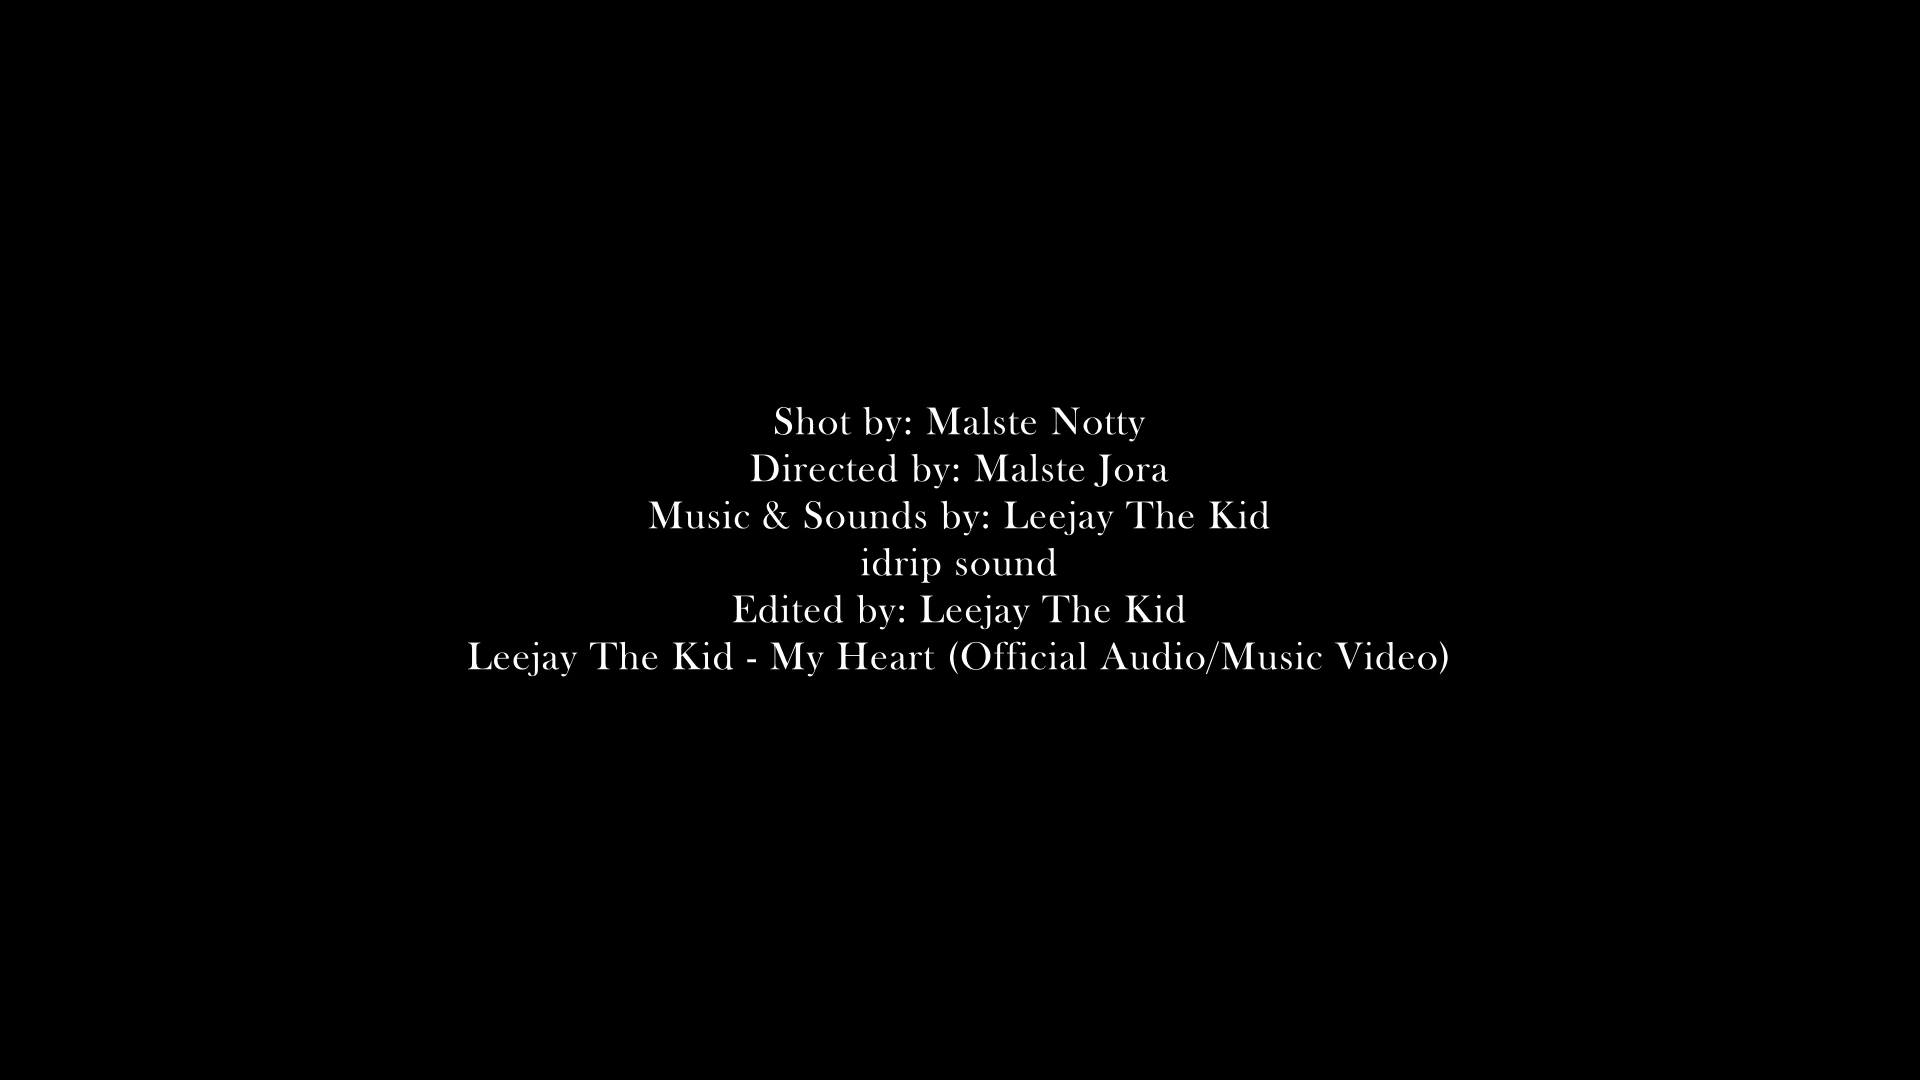 Shot by: Malste Notty
Directed by: Malste Jora
Music & Sounds by: Leejay The Kid
idrip sound
Edited by: Leejay The Kid
Leejay The Kid - My Heart (Official Audio/Music Video)